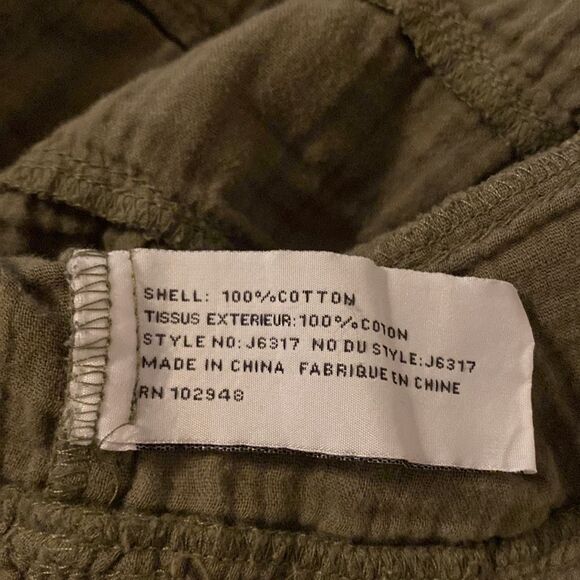 SHELL: 100%COTTON
TISSUS EXTERIEUR:100%COTON
STYLE NO:J6317 NO DU STYLE:J6317
MADE IN CHINA FABRIQUE EN CHINE
RN 102948